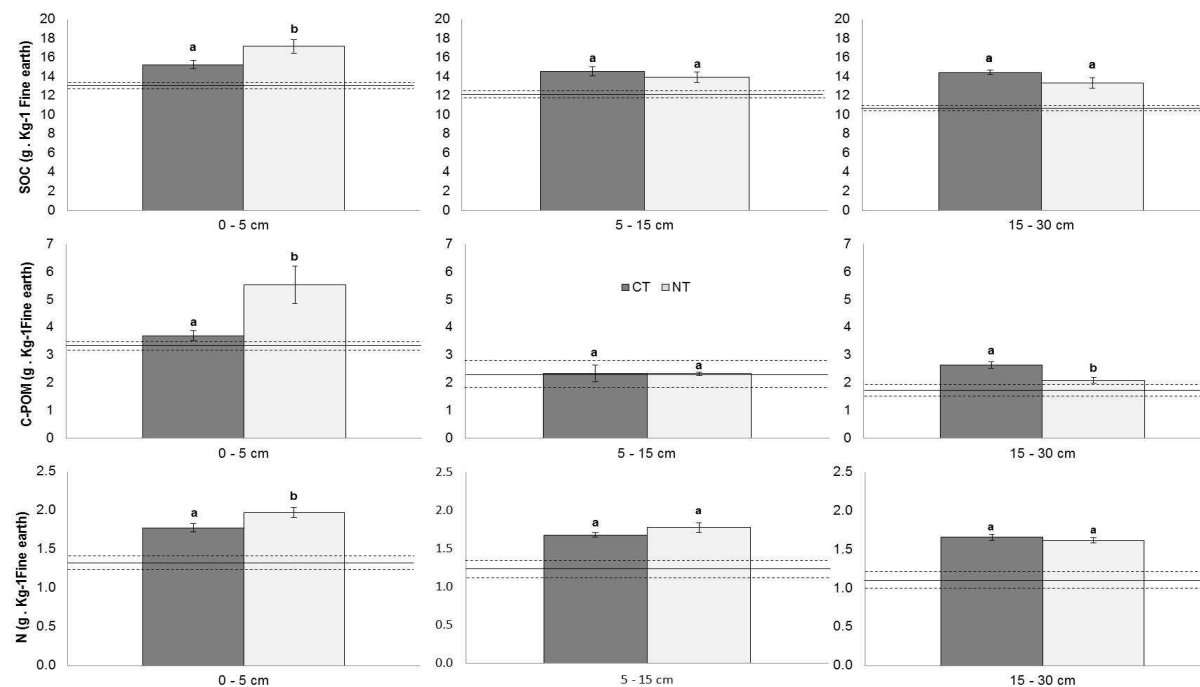 SOC (g . Kg-1 Fine earth)
20
18
16
14
12
10
8
6
4
2
0
a
b
0 - 5 cm
20
18
16
14
12
10
8
6
4
2
0
a
a
5 - 15 cm
20
18
16
14
12
10
8
6
4
2
0
a
a
15 - 30 cm
C-POM (g . Kg-1Fine earth)
7
6
5
4
3
2
1
0
a
b
0 - 5 cm
7
6
5
4
3
2
1
0
CT NT
a
a
5 - 15 cm
7
6
5
4
3
2
1
0
a
b
15 - 30 cm
N (g . Kg-1Fine earth)
2.5
2.0
1.5
1.0
0.5
0.0
a
b
0 - 5 cm
2.5
2.0
1.5
1.0
0.5
0.0
a
a
5 - 15 cm
2.5
2.0
1.5
1.0
0.5
0.0
a
a
15 - 30 cm